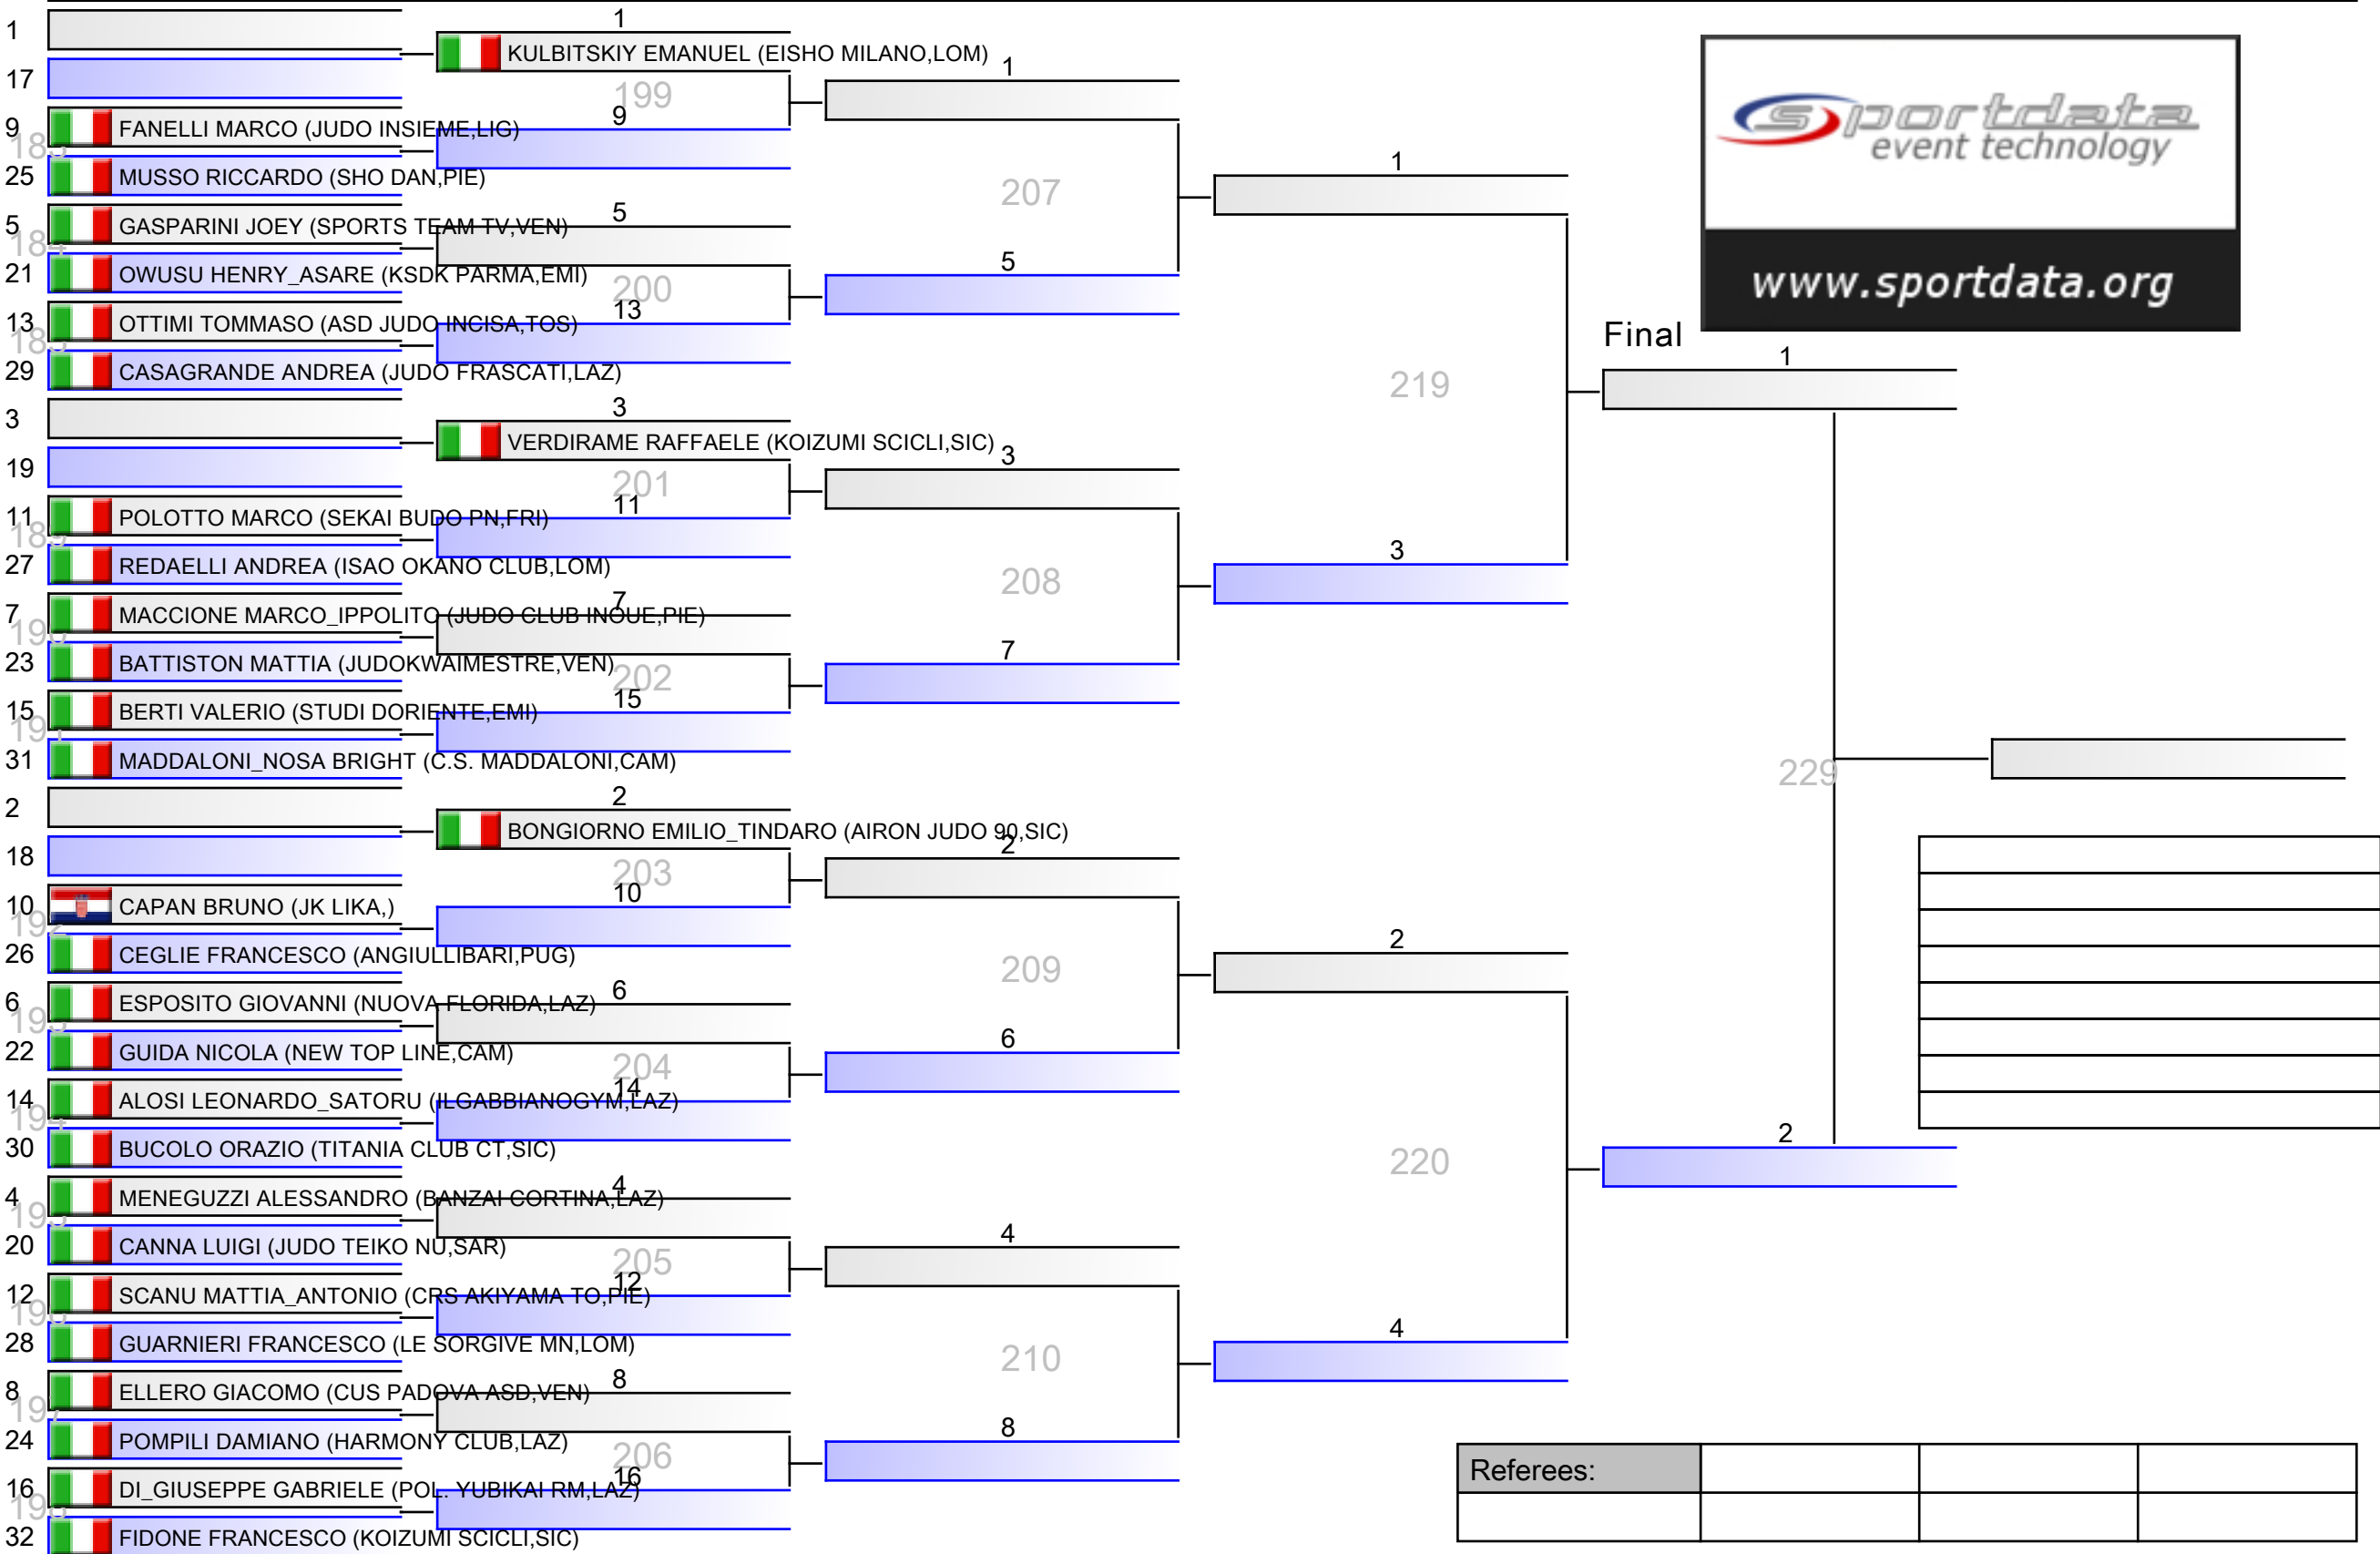 1
1
KULBITSKIY EMANUEL (EISHO MILANO,LOM)
1
17
199
sportdata
event technology
9
FANELLI MARCO (JUDO INSIEME,LIG)
9
25
MUSSO RICCARDO (SHO DAN,PIE)
207
1
5
GASPARINI JOEY (SPORTS TEAM TV,VEN)
5
184
21
OWUSU HENRY_ASARE (KSDK PARMA,EMI)
200
5
www.sportdata.org
13
OTTIMI TOMMASO (ASD JUDO INCISA,TOS)
13
Final
29
CASAGRANDE ANDREA (JUDO FRASCATI,LAZ)
219
1
3
3
VERDIRAME RAFFAELE (KOIZUMI SCICLI,SIC)
3
19
201
11
POLOTTO MARCO (SEKAI BUDO PN,FRI)
11
27
REDAELLI ANDREA (ISAO OKANO CLUB,LOM)
208
3
7
MACCIONE MARCO_IPPOLITO (JUDO CLUB INOUE,PIE)
7
23
BATTISTON MATTIA (JUDOKWAIMESTRE,VEN)
202
7
15
BERTI VALERIO (STUDI DORIENTE,EMI)
15
31
MADDALONI_NOSA BRIGHT (C.S. MADDALONI,CAM)
229
2
2
BONGIORNO EMILIO_TINDARO (AIRON JUDO 90,SIC)
2
18
203
10
CAPAN BRUNO (JK LIKA,)
10
26
CEGLIE FRANCESCO (ANGIULLIBARI,PUG)
209
2
6
ESPOSITO GIOVANNI (NUOVA FLORIDA,LAZ)
6
22
GUIDA NICOLA (NEW TOP LINE,CAM)
204
6
14
ALOSI LEONARDO_SATORU (ILGABBIANOGYM,LAZ)
14
194
30
BUCOLO ORAZIO (TITANIA CLUB CT,SIC)
220
2
4
MENEGUZZI ALESSANDRO (BANZAI CORTINA,LAZ)
4
20
CANNA LUIGI (JUDO TEIKO NU,SAR)
205
4
12
SCANU MATTIA_ANTONIO (CRS AKIYAMA TO,PIE)
12
28
GUARNIERI FRANCESCO (LE SORGIVE MN,LOM)
210
4
8
ELLERO GIACOMO (CUS PADOVA ASD,VEN)
8
24
POMPILI DAMIANO (HARMONY CLUB,LAZ)
206
8
16
DI_GIUSEPPE GABRIELE (POL. YUBIKAI RM,LAZ)
16
32
FIDONE FRANCESCO (KOIZUMI SCICLI,SIC)
Referees: